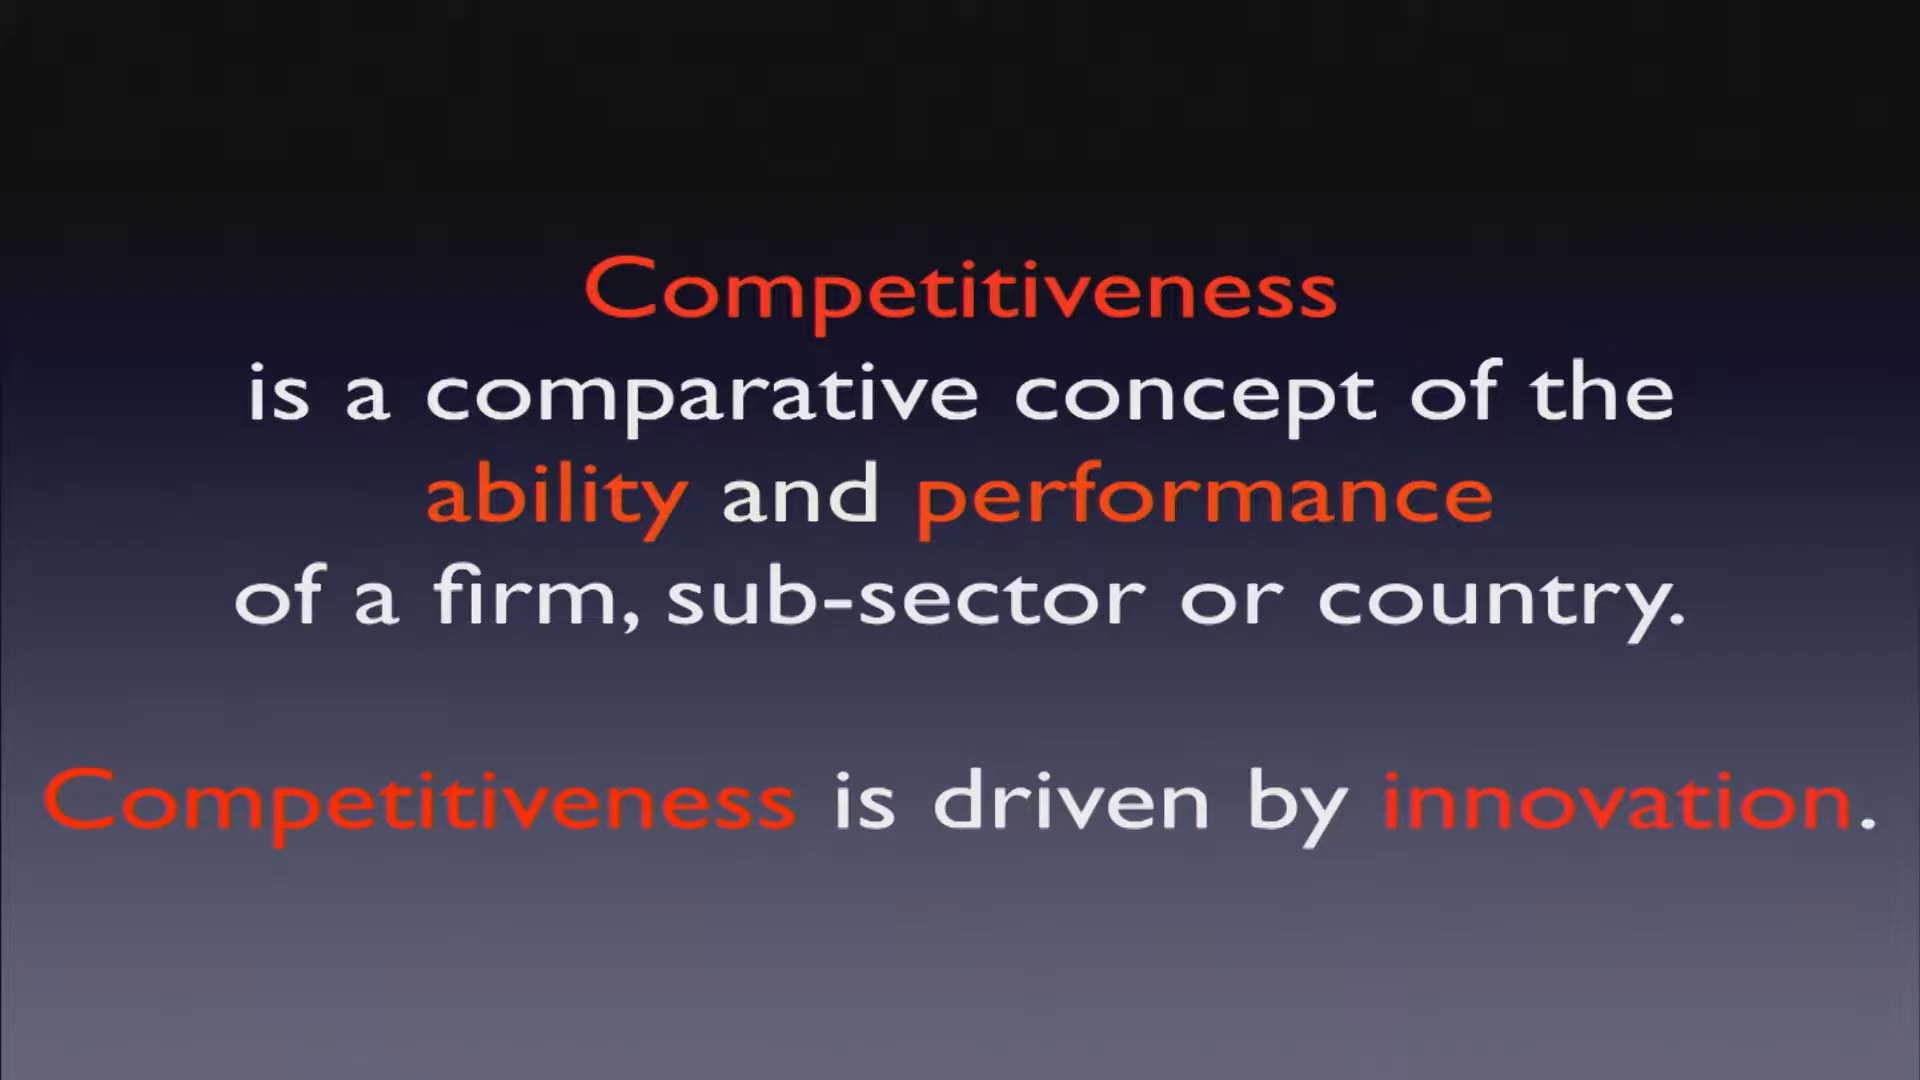 Competitiveness
is a comparative concept of the
ability and performance
of a firm, sub-sector or country.
Competitiveness is driven by innovation.